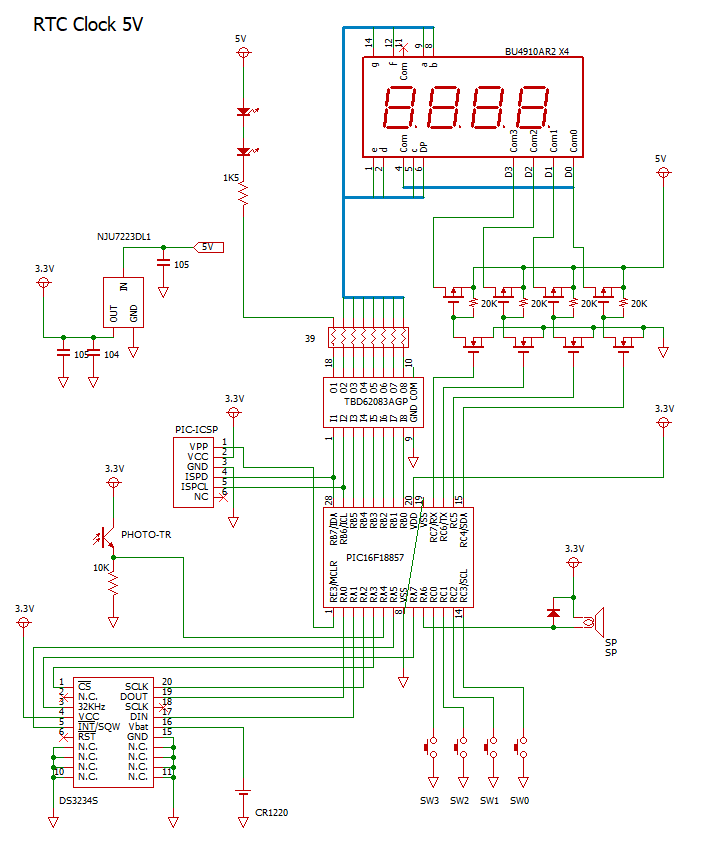 RTC Clock 5V
5V
BU4910AR2 X4
14 12 11 9 8
g f Com a b
e d Com c DP Com3 Com2 Com1 Com0
1 2 4 5 6 D3 D2 D1 D0
5V
1K5
NJU7223DL1
5V
105
3.3V
IN
OUT GND
105 104
20K 20K 20K 20K
39
18 10
O1 O2 O3 O4 O5 O6 O7 O8 COM
TBD62083AGP
I1 I2 I3 I4 I5 I6 I7 I8 GND
1 9
3.3V
3.3V
PIC-ICSP
VPP 1
VCC 2
GND 3
ISPD 4
ISPCL 5
NC 6
3.3V
PHOTO-TR
10K
28 20 19 15
RB7/IDA RB6/ICL RB5 RB4 RB3 RB2 RB1 RB0 VDD VSS RC7/RX RC6/TX RC5 RC4/SDA
PIC16F18857
RE3/MCLR RA0 RA1 RA2 RA3 RA4 RA5 VSS RA7 RA6 RC0 RC1 RC2 RC3/SCL
1 8 14
3.3V
SP
SP
3.3V
1 CS SCLK 20
2 N.C. DOUT 19
3 32KHz SCLK 18
4 VCC DIN 17
5 INT/SQW Vbat 16
6 RST GND 15
N.C. N.C.
N.C. N.C.
N.C. N.C.
10 N.C. N.C. 11
DS3234S
CR1220
SW3 SW2 SW1 SW0